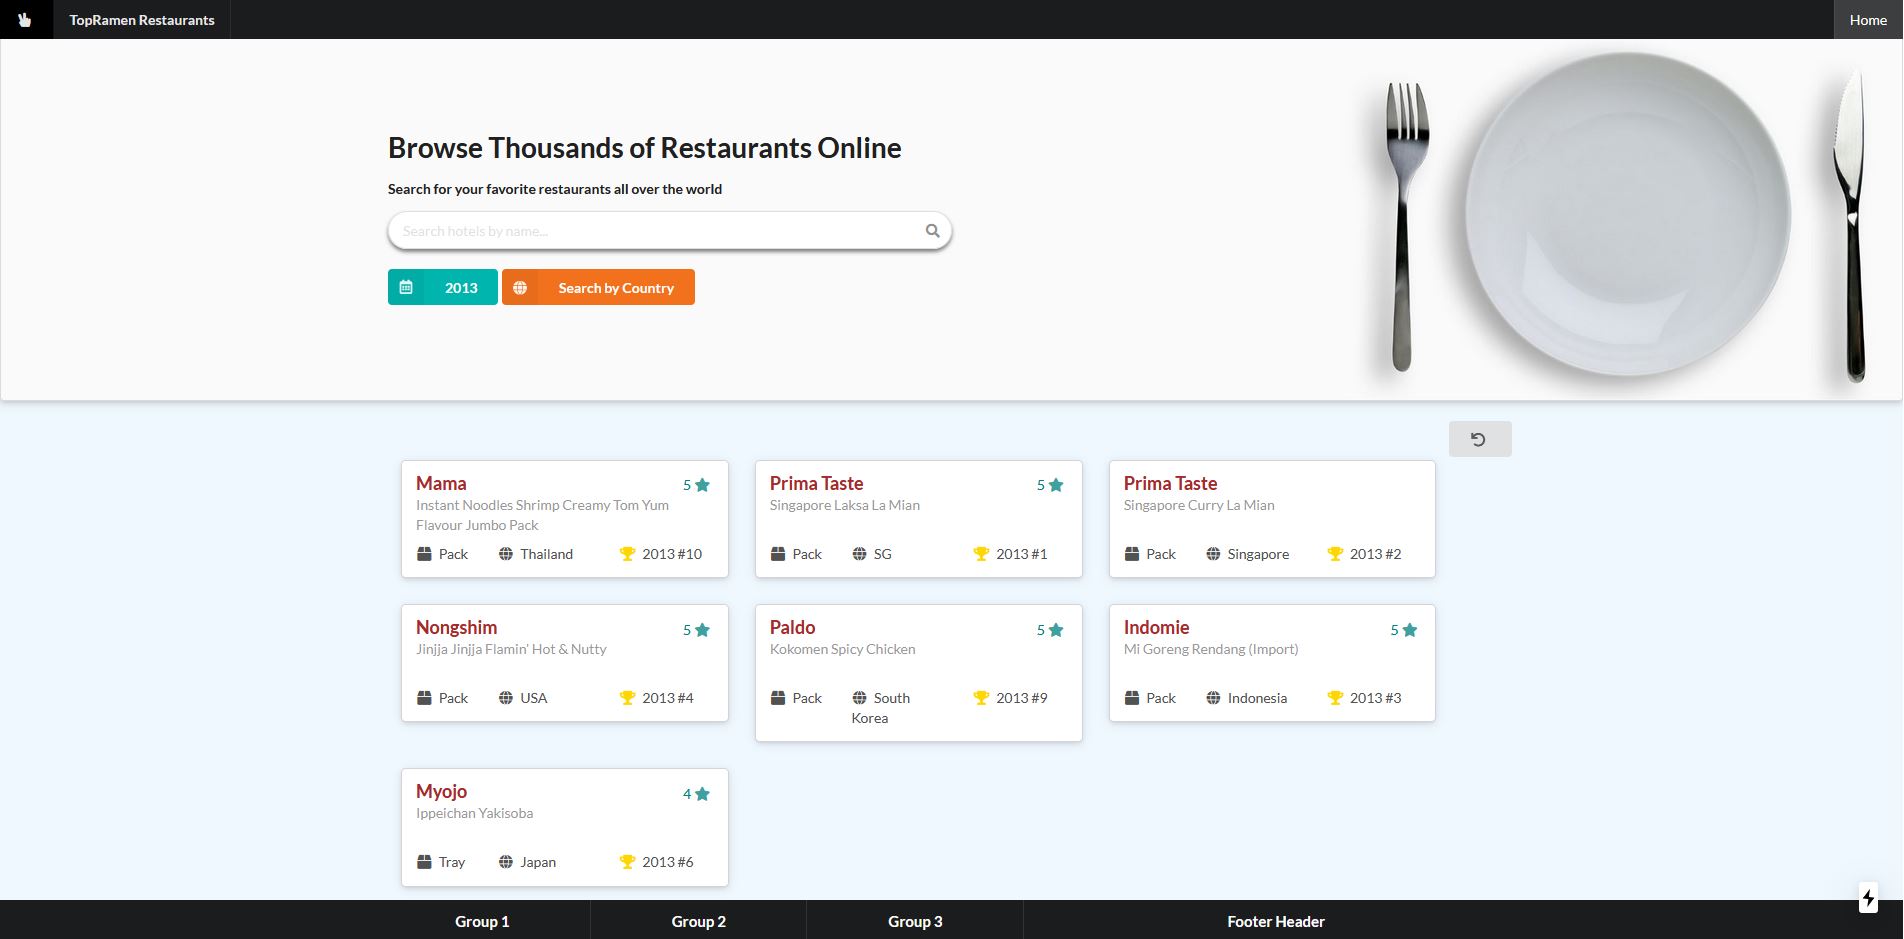 TopRamen Restaurants
Home
Browse Thousands of Restaurants Online
Search for your favorite restaurants all over the world
Search hotels by name...
2013
Search by Country
Mama
5
Instant Noodles Shrimp Creamy Tom Yum
Flavour Jumbo Pack
Pack
Thailand
2013 #10
Prima Taste
5
Singapore Laksa La Mian
Pack
SG
2013 #1
Prima Taste
Singapore Curry La Mian
Pack
Singapore
2013 #2
Nongshim
5
Jinjja Jinjja Flamin' Hot & Nutty
Pack
USA
2013 #4
Paldo
5
Kokomen Spicy Chicken
Pack
South
Korea
2013 #9
Indomie
5
Mi Goreng Rendang (Import)
Pack
Indonesia
2013 #3
Myojo
4
Ippeichan Yakisoba
Tray
Japan
2013 #6
Group 1
Group 2
Group 3
Footer Header